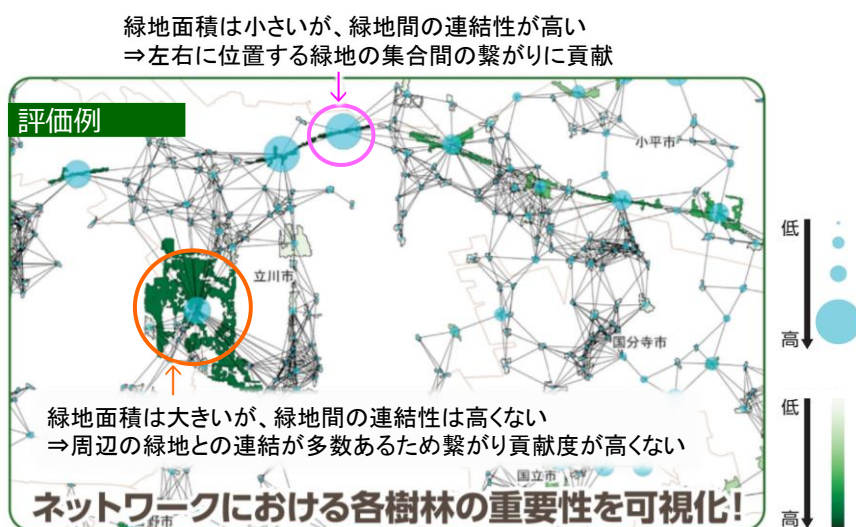 緑地面積は小さいが、緑地間の連結性が高い
⇒左右に位置する緑地の集合間の繋がりに貢献
評価例
小平市
立川市
国分寺市
緑地面積は大きいが、緑地間の連結性は高くない
⇒周辺の緑地との連結が多数あるため繋がり貢献度が高くない
国立市
ネットワークにおける各樹林の重要性を可視化!
野市
低
高
低
高